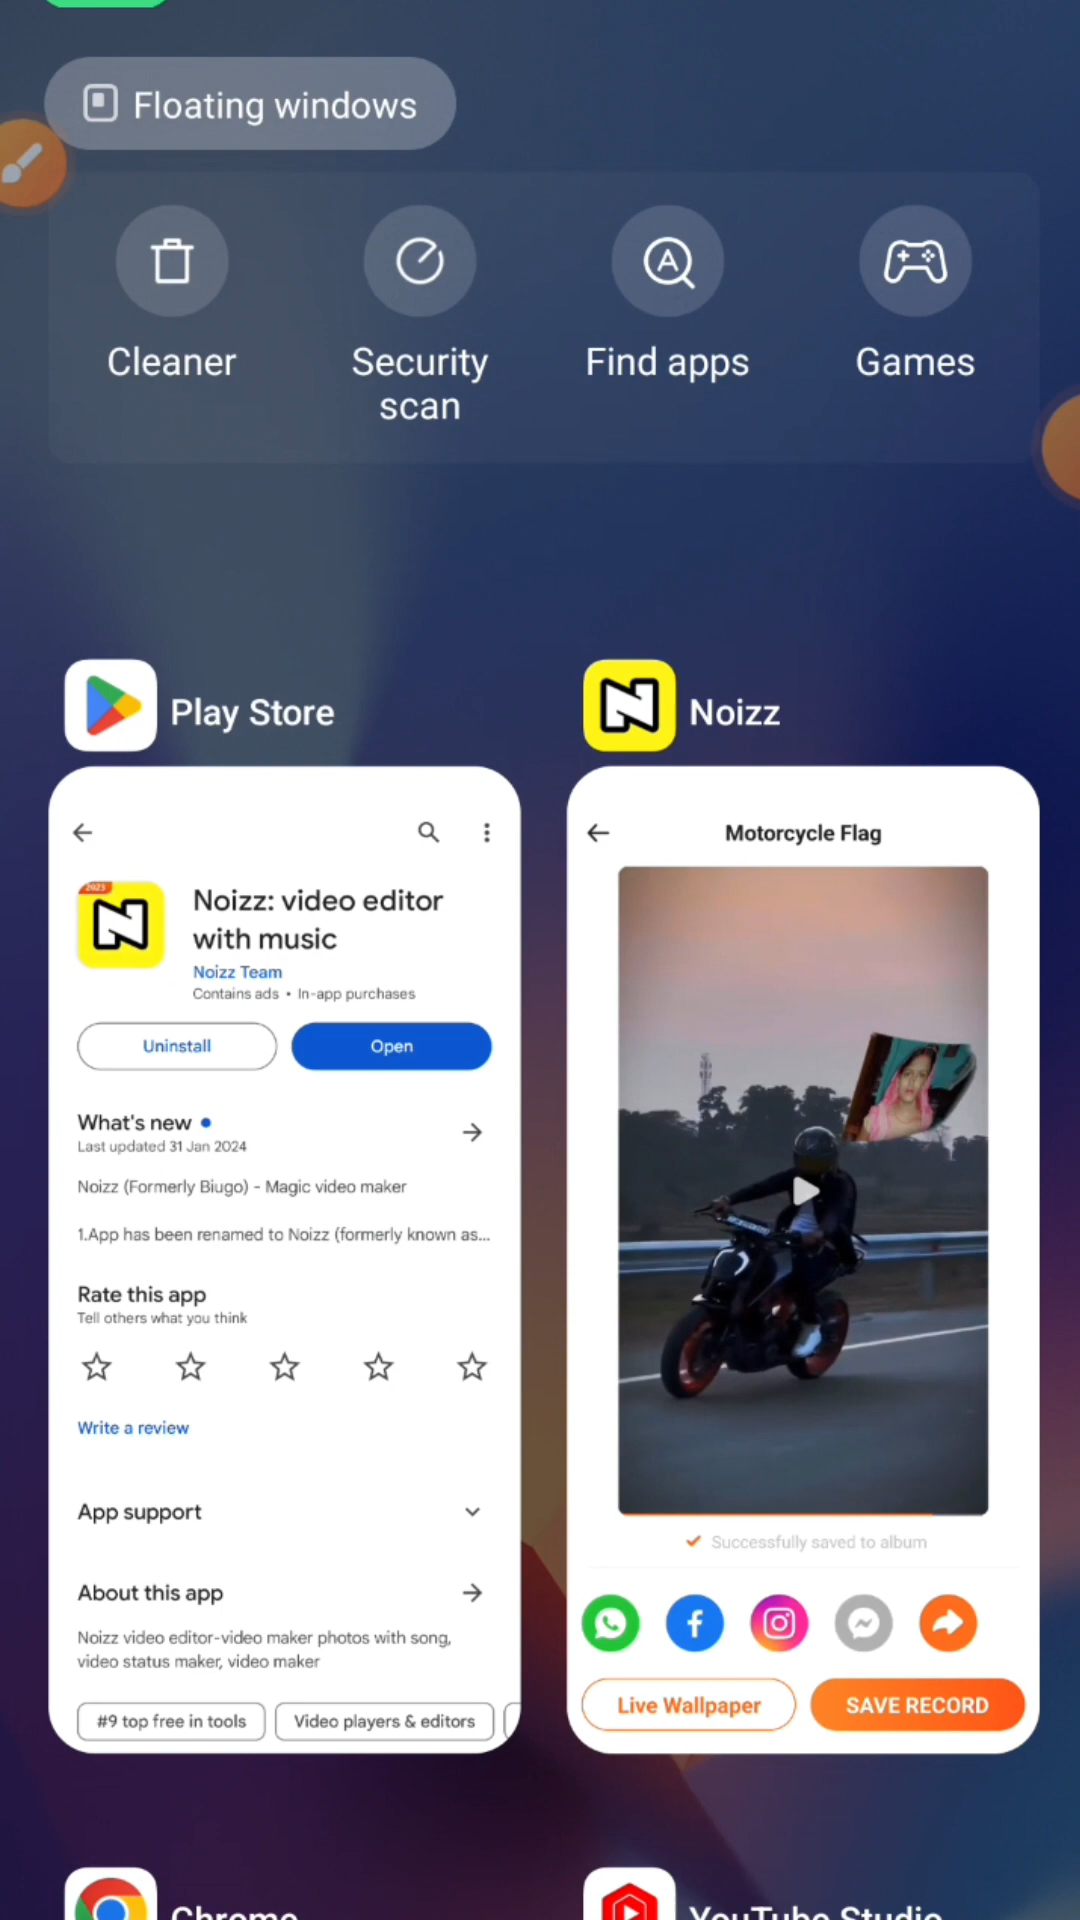 Floating windows
Cleaner
Security
scan
Find apps
Games
Play Store
Noizz
2023
Noizz: video editor
with music
Noizz Team
Contains ads • In-app purchases
Uninstall
Open
What's new
Last updated 31 Jan 2024
Noizz (Formerly Biugo) - Magic video maker
1.App has been renamed to Noizz (formerly known as...
Rate this app
Tell others what you think
Write a review
App support
About this app
Noizz video editor-video maker photos with song,
video status maker, video maker
#9 top free in tools
Video players & editors
Motorcycle Flag
Successfully saved to album
Live Wallpaper
SAVE RECORD
Chrome
YouTube Studio